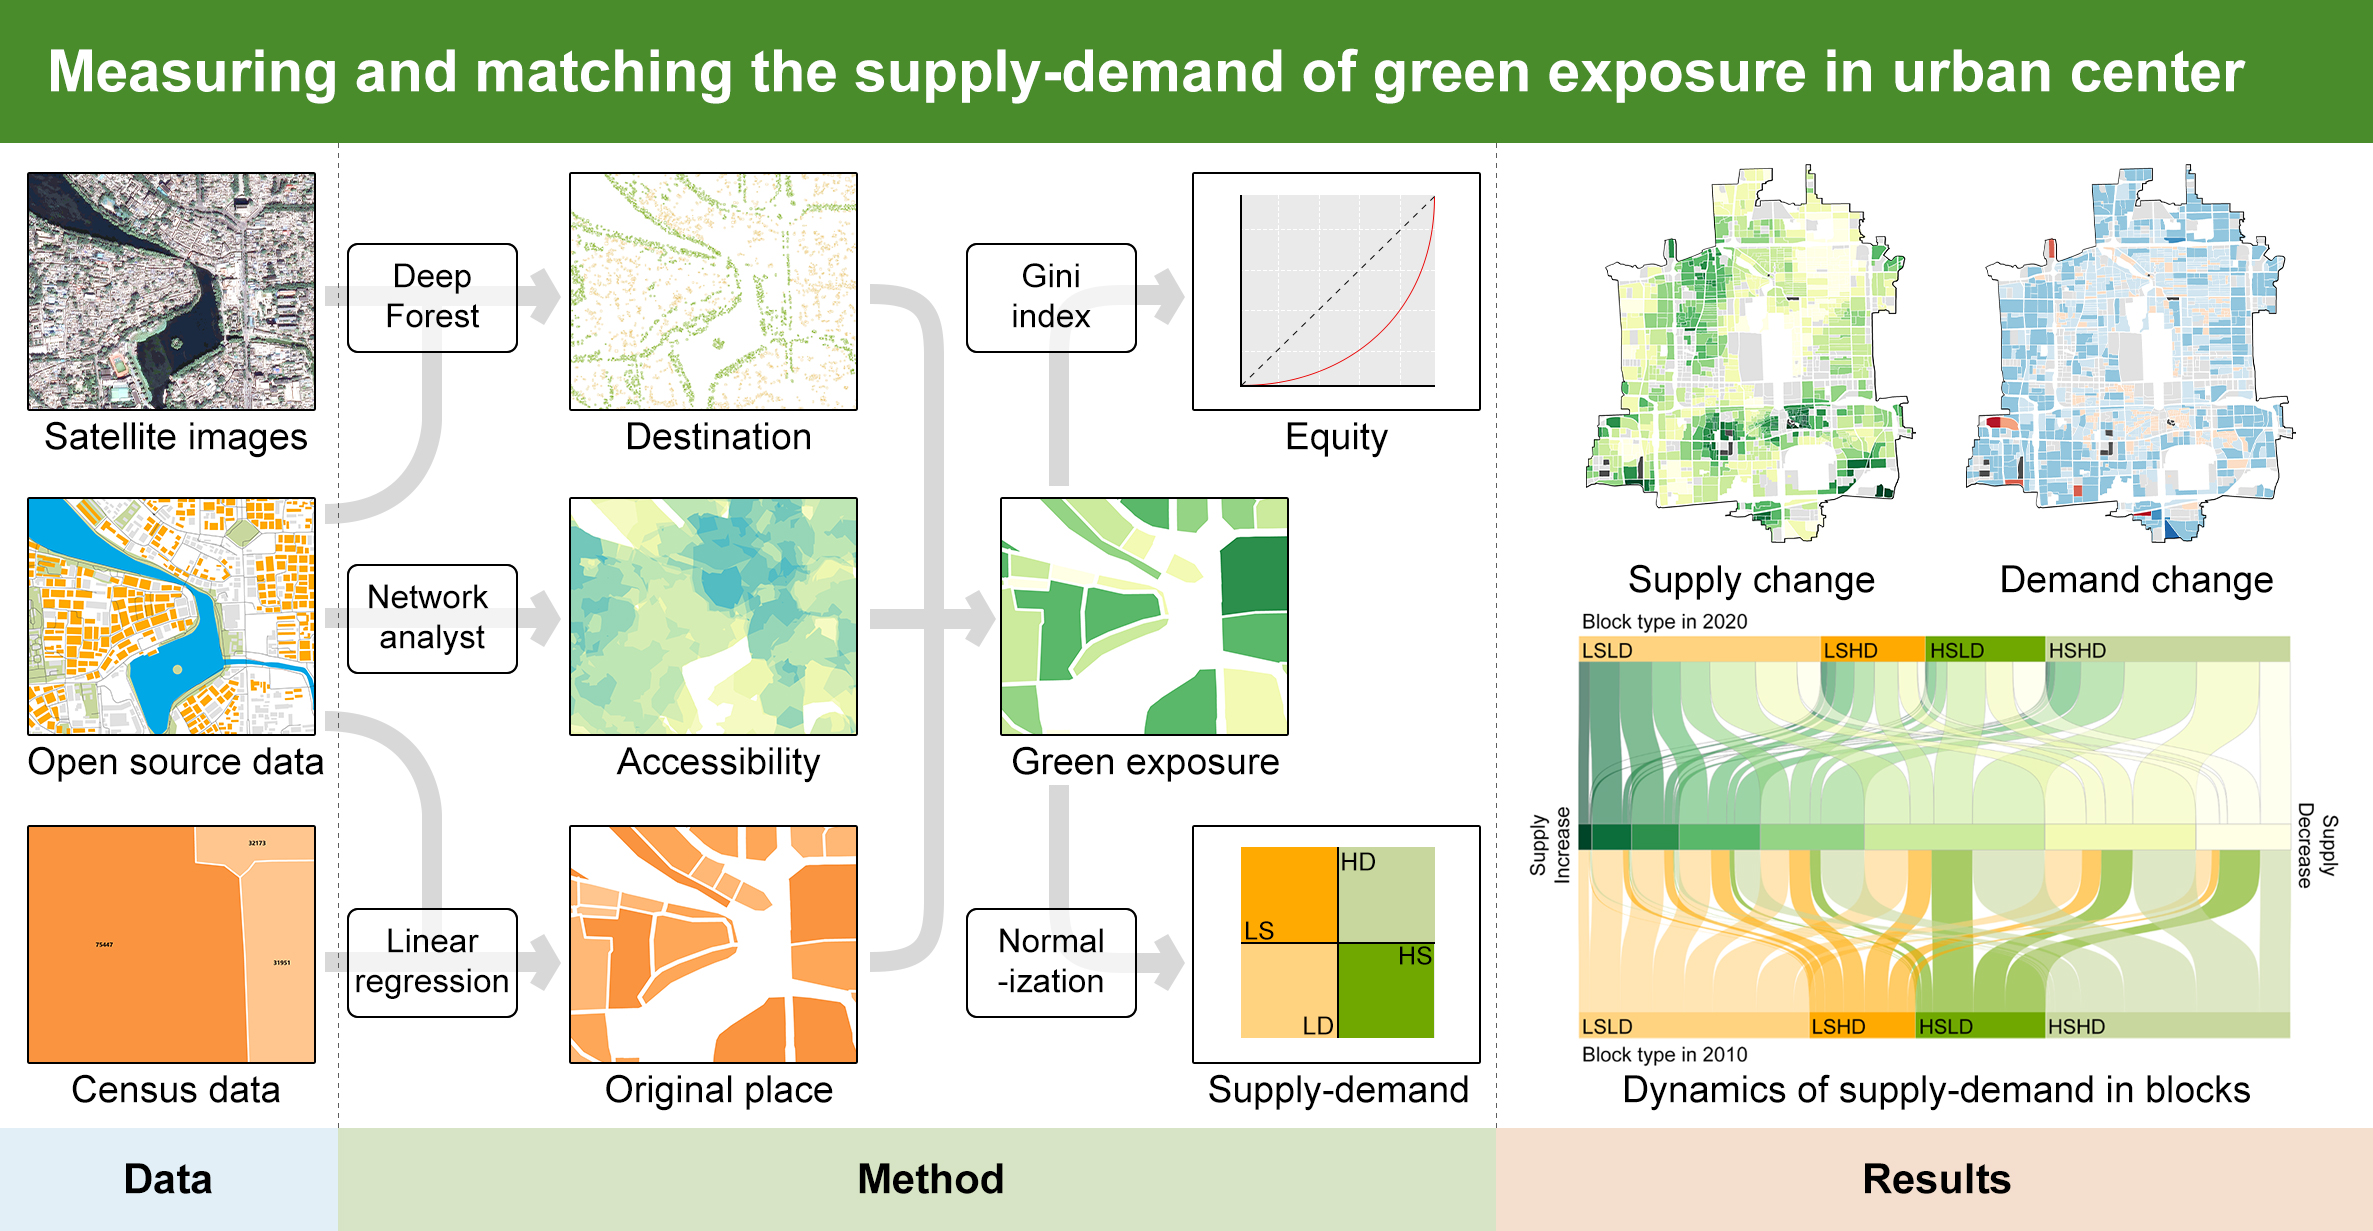 Measuring and matching the supply-demand of green exposure in urban center
Satellite images
Open source data
32173
75447
31951
Census data
Deep
Forest
Network
analyst
Linear
regression
Destination
Accessibility
Original place
Gini
index
Equity
Green exposure
Normal
-ization
HD
LS
HS
LD
Supply-demand
Supply change
Demand change
Block type in 2020
LSLD
LSHD
HSLD
HSHD
Supply
Increase
Supply
Decrease
LSLD
LSHD
HSLD
HSHD
Block type in 2010
Dynamics of supply-demand in blocks
Data
Method
Results